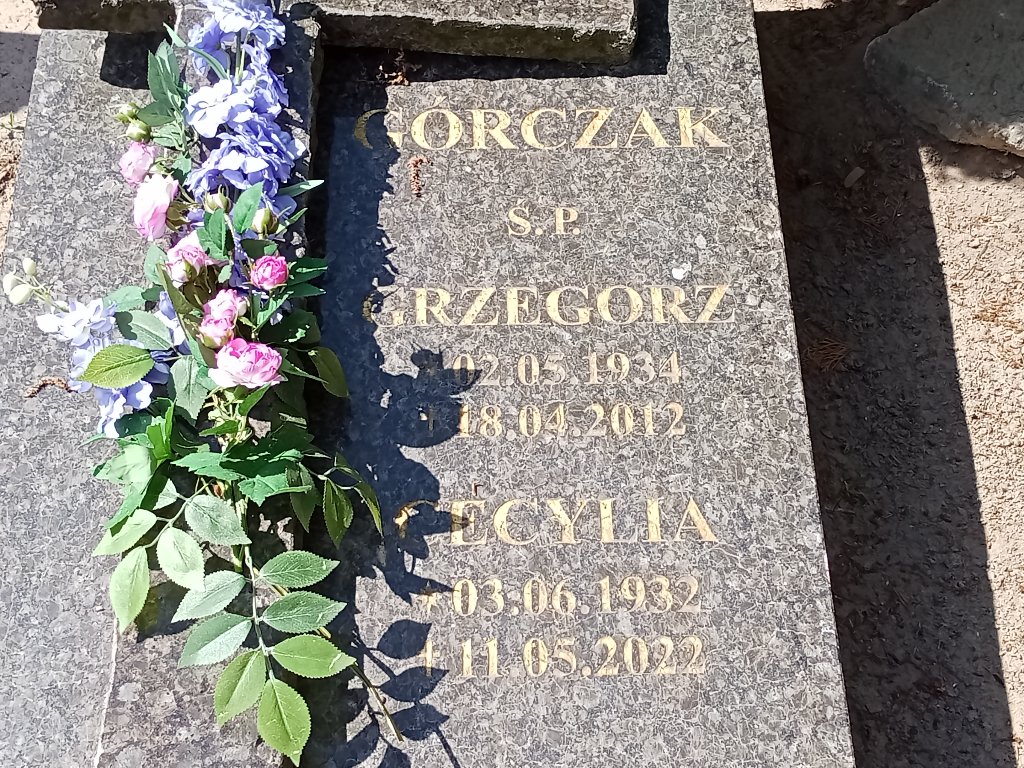 GÓRCZAK
Ś.P.
GRZEGORZ
* 02.05.1934
† 18.04.2012
CECYLIA
* 03.06.1932
† 11.05.2022